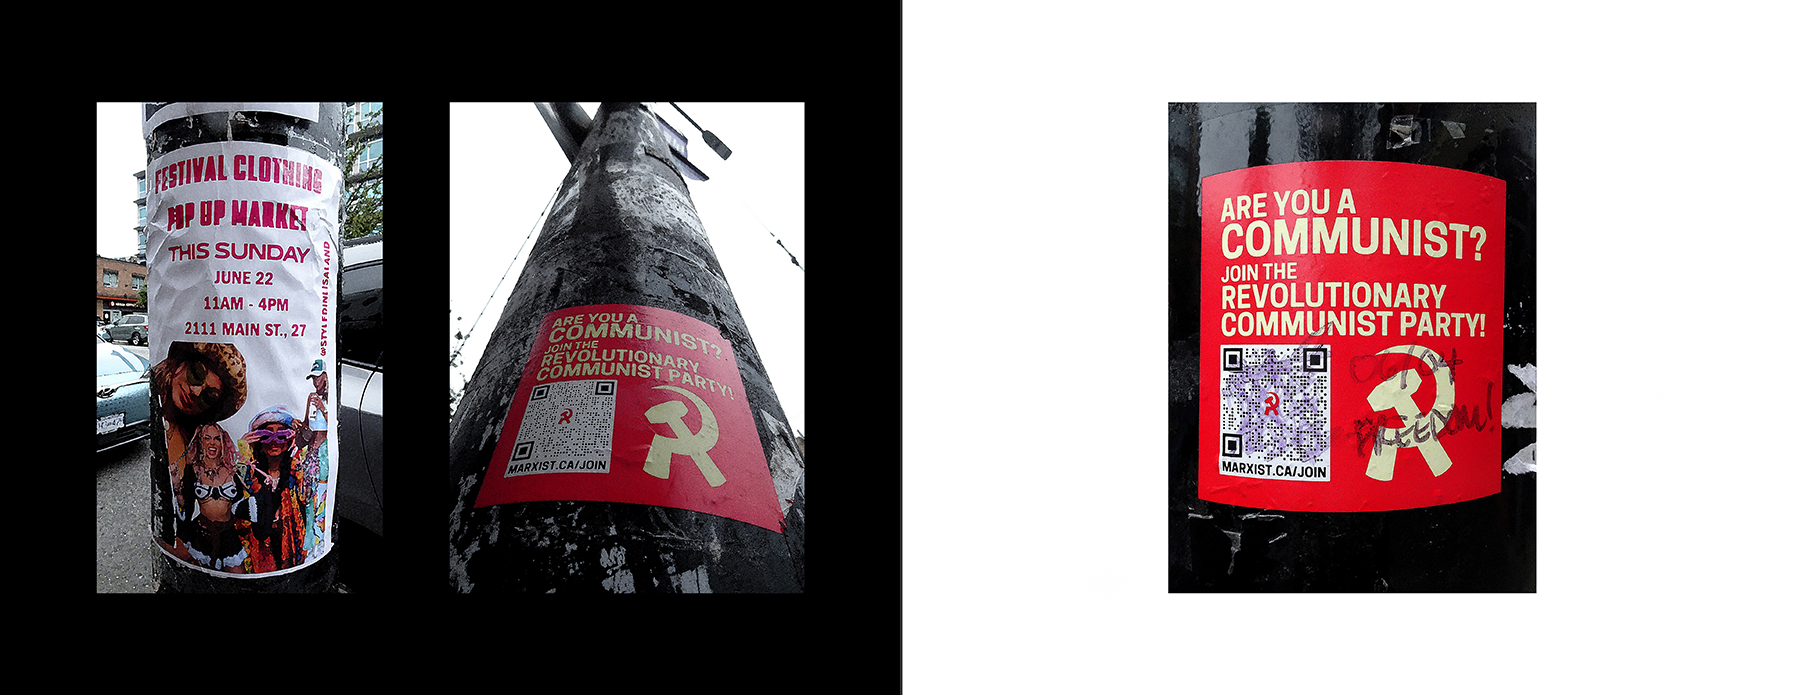 FESTIVAL CLOTHING
POP UP MARKET
THIS SUNDAY
JUNE 22
11AM - 4PM
2111 MAIN ST., 27
@STYLEDINLISALAND
ARE YOU A
COMMUNIST?
JOIN THE
REVOLUTIONARY
COMMUNIST PARTY!
MARXIST.CA/JOIN
ARE YOU A
COMMUNIST?
JOIN THE
REVOLUTIONARY
COMMUNIST PARTY!
MARXIST.CA/JOIN
FREEDOM!